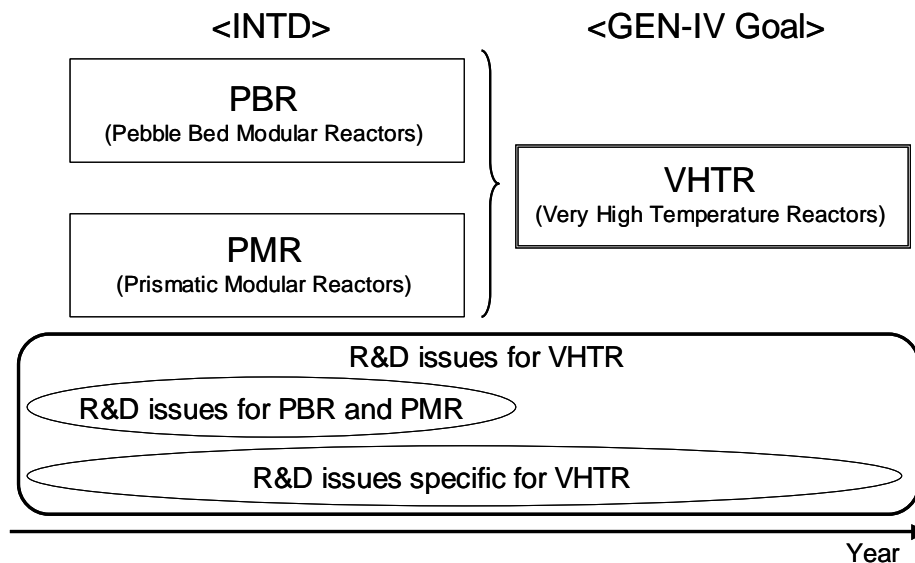 <INTD>
<GEN-IV Goal>
PBR
(Pebble Bed Modular Reactors)
VHTR
(Very High Temperature Reactors)
PMR
(Prismatic Modular Reactors)
R&D issues for VHTR
R&D issues for PBR and PMR
R&D issues specific for VHTR
Year